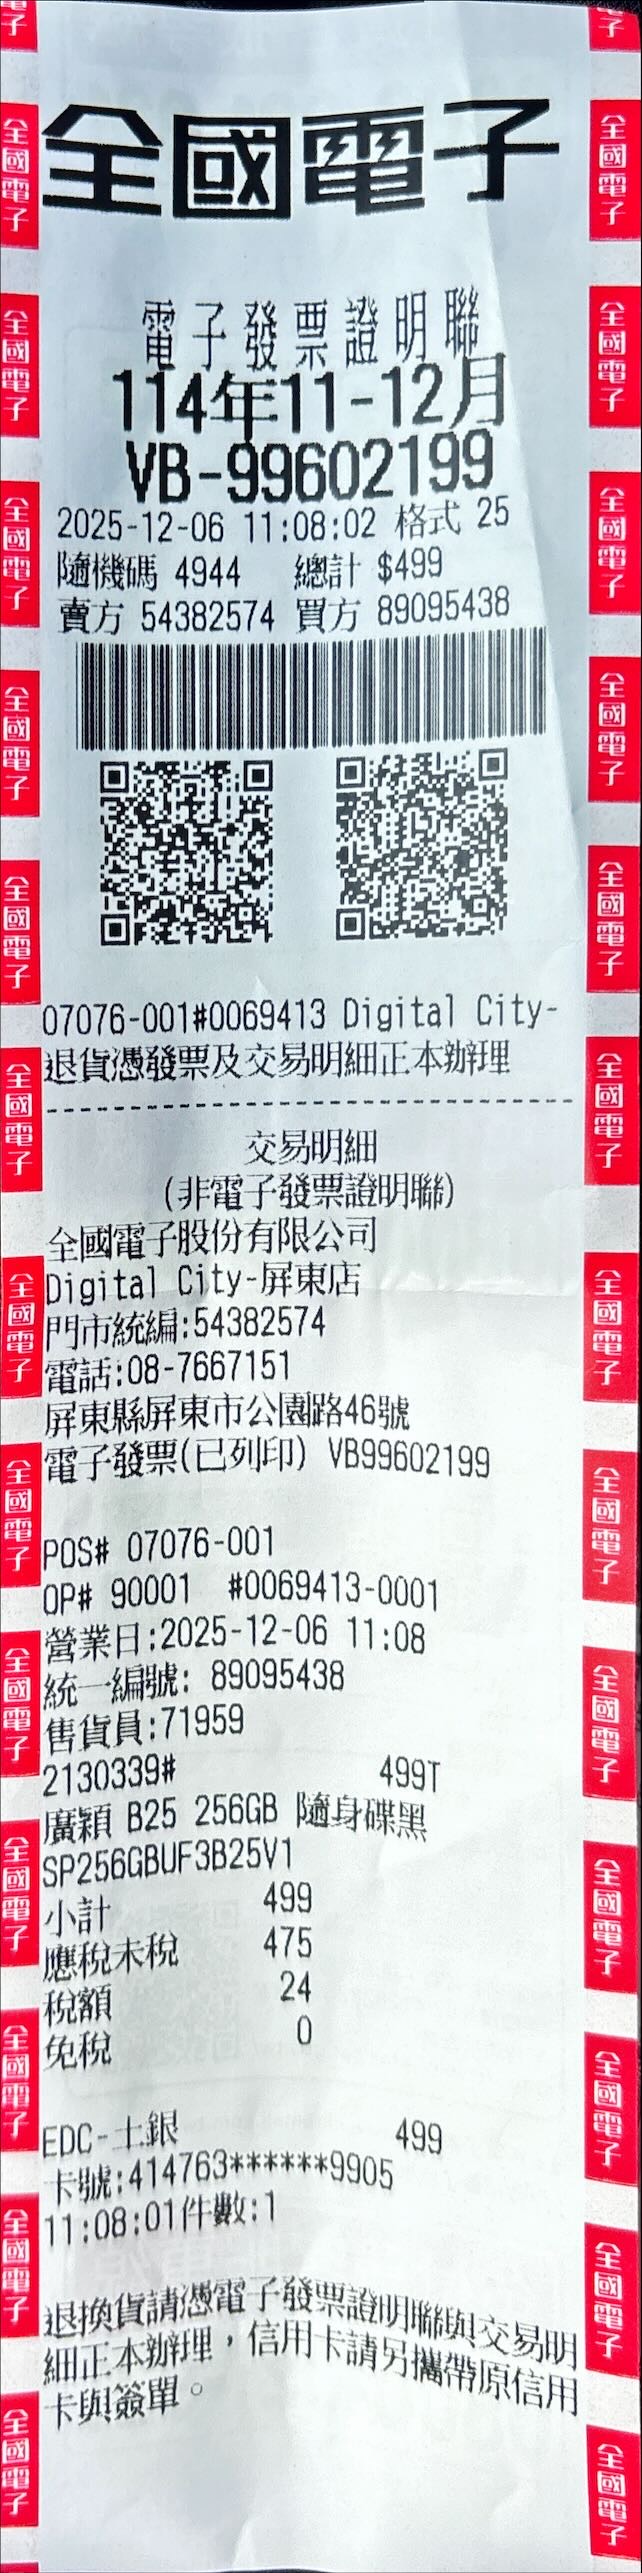 全國電子
電子發票證明聯
114年11-12月
VB-99602199
2025-12-06 11:08:02 格式 25
隨機碼 4944 總計 $499
賣方 54382574 買方 89095438
07076-001#0069413 Digital City-
退貨憑發票及交易明細正本辦理
交易明細
(非電子發票證明聯)
全國電子股份有限公司
Digital City-屏東店
門市統編:54382574
電話:08-7667151
屏東縣屏東市公園路46號
電子發票(已列印) VB99602199
POS# 07076-001
OP# 90001 #0069413-0001
營業日:2025-12-06 11:08
統一編號: 89095438
售貨員:71959
2130339# 499T
廣穎 B25 256GB 隨身碟黑
SP256GBUF3B25V1
小計 499
應稅未稅 475
稅額 24
免稅 0
EDC-土銀 499
卡號:414763******9905
11:08:01件數:1
退換貨請憑電子發票證明聯與交易明
細正本辦理，信用卡請另攜帶原信用
卡與簽單。